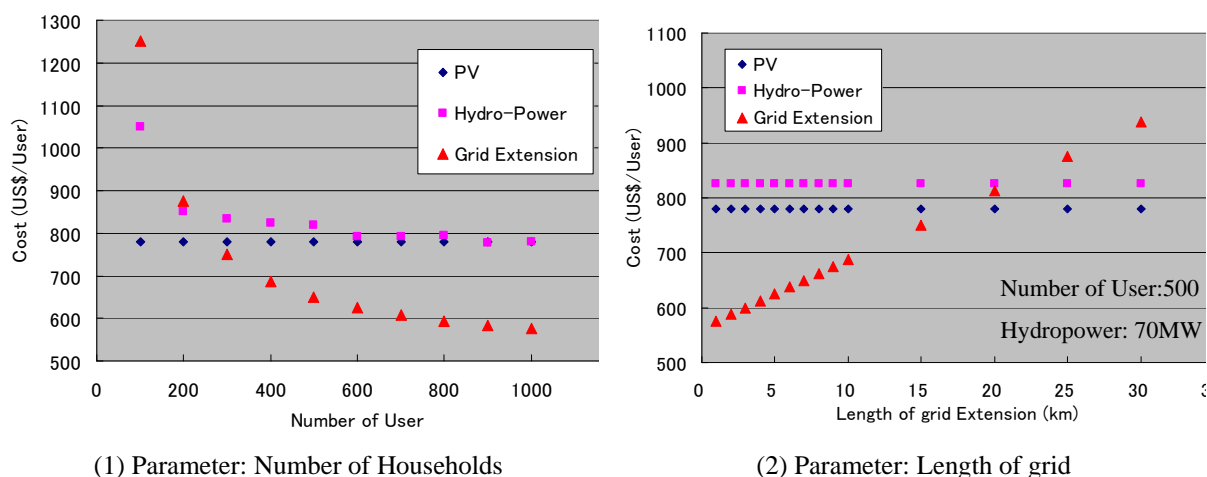 1300
1200
1100
1000
900
800
700
600
500
Cost (US$/User)
PV
Hydro-Power
Grid Extension
0 200 400 600 800 1000
Number of User
(1) Parameter: Number of Households
1100
1000
900
800
700
600
500
Cost (US$/User)
PV
Hydro-Power
Grid Extension
Number of User:500
Hydropower: 70MW
0 5 10 15 20 25 30
Length of grid Extension (km)
(2) Parameter: Length of grid